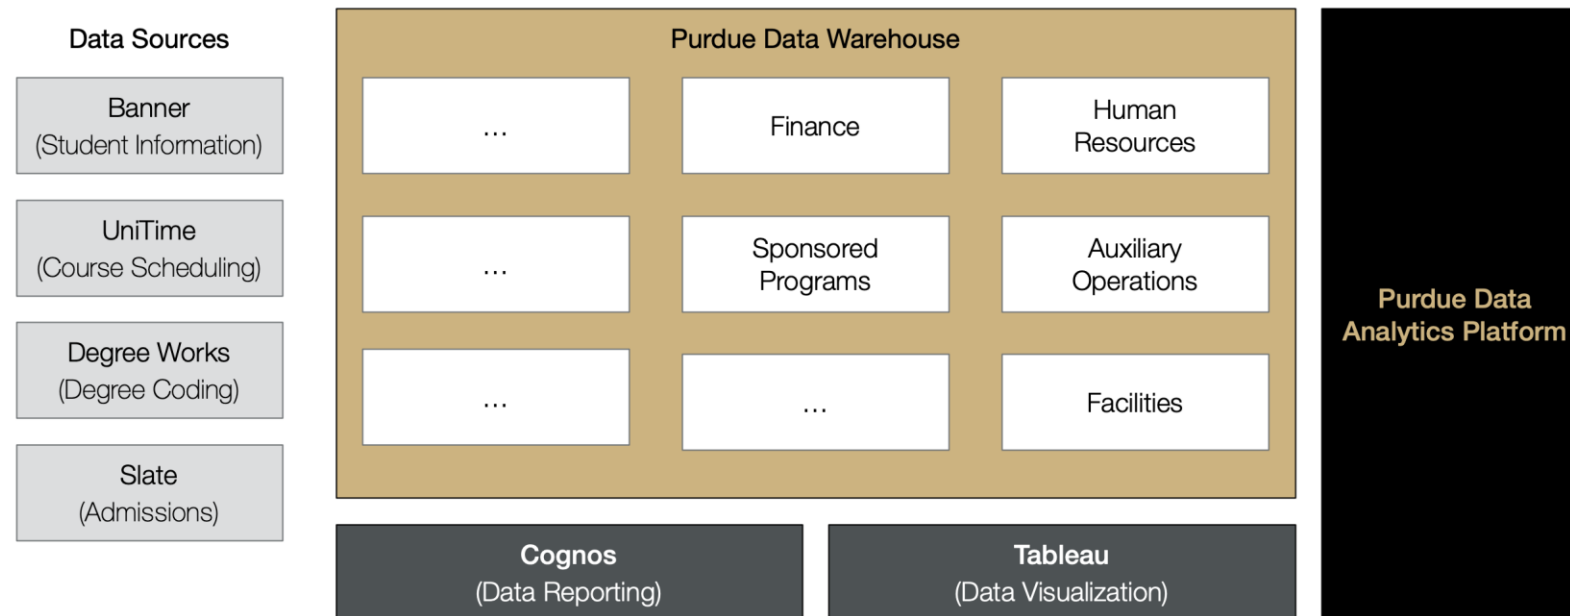 Data Sources
Banner
(Student Information)
UniTime
(Course Scheduling)
Degree Works
(Degree Coding)
Slate
(Admissions)
Purdue Data Warehouse
...
Finance
Human
Resources
...
Sponsored
Programs
Auxiliary
Operations
...
...
Facilities
Cognos
(Data Reporting)
Tableau
(Data Visualization)
Purdue Data
Analytics Platform